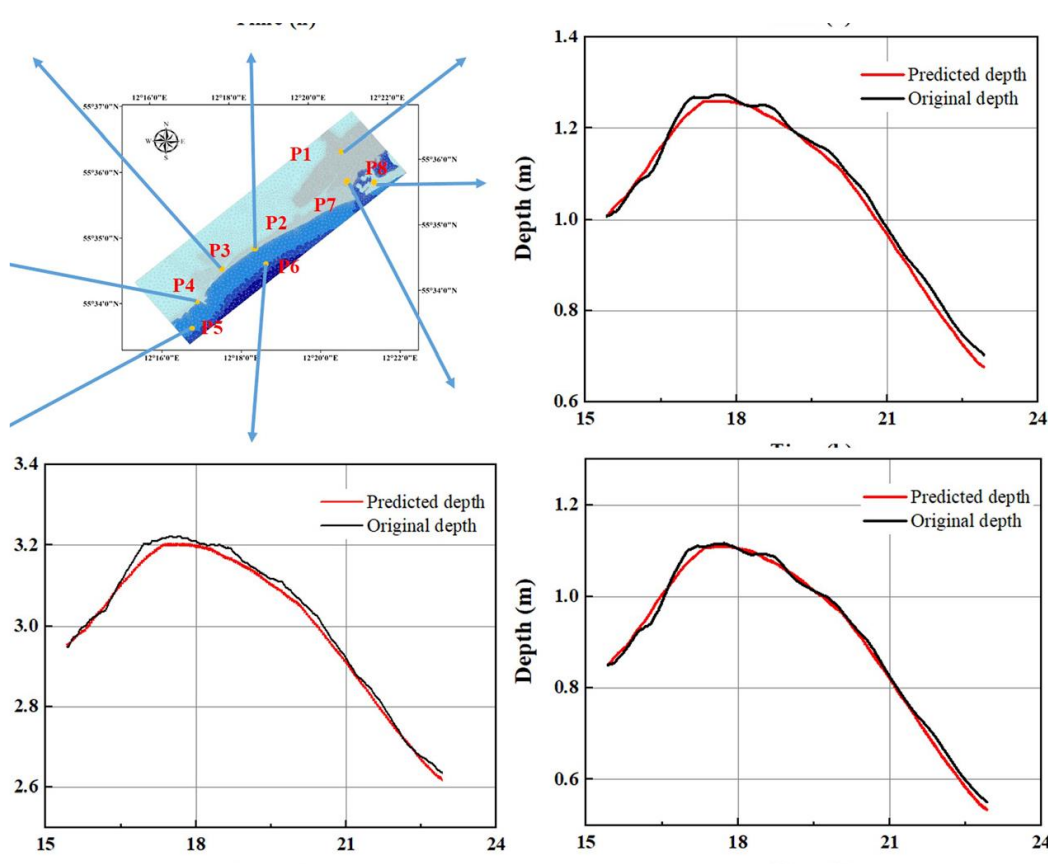 12°16'0"E 12°18'0"E 12°20'0"E 12°22'0"E
55°37'0"N
55°36'0"N
55°35'0"N
55°34'0"N
N
W E
S
P1
P8
P7
P2
P3
P6
P4
P5
55°36'0"N
55°35'0"N
55°34'0"N
12°16'0"E 12°18'0"E 12°20'0"E 12°22'0"E
1.4
1.2
1.0
0.8
0.6
Depth (m)
Predicted depth
Original depth
15 18 21 24
3.4
3.2
3.0
2.8
2.6
Predicted depth
Original depth
15 18 21 24
1.2
1.0
0.8
0.6
Depth (m)
Predicted depth
Original depth
15 18 21 24